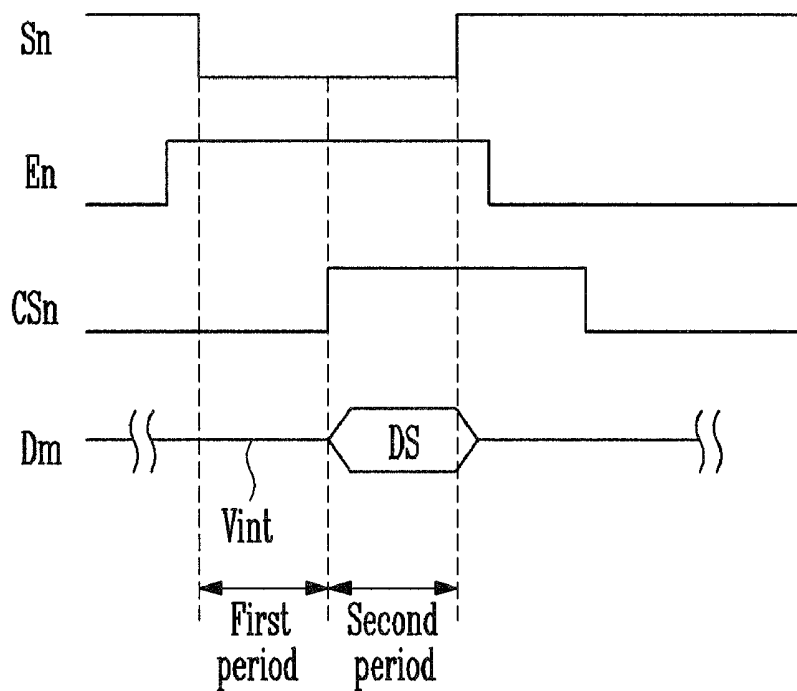 Sn
En
CSn
Dm
DS
Vint
First
period
Second
period